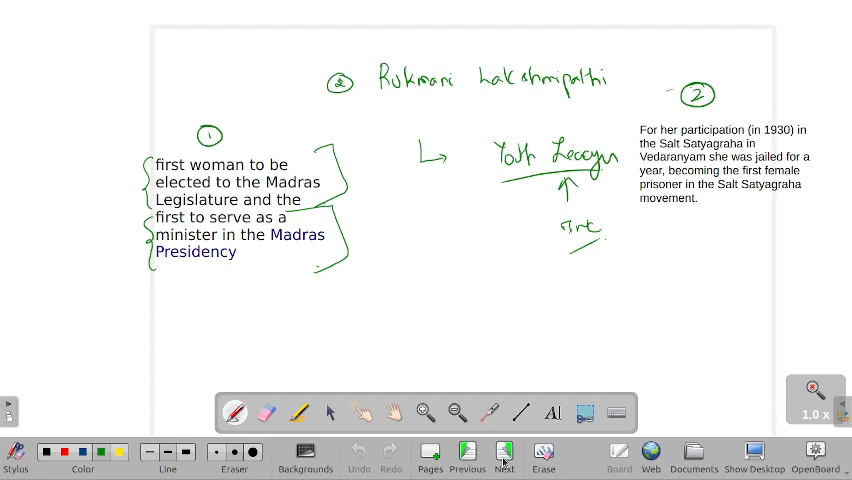 ② Rukmani Lakshmipathi
②
①
For her participation (in 1930) in
the Salt Satyagraha in
Vedaranyam she was jailed for a
year, becoming the first female
prisoner in the Salt Satyagraha
movement.
first woman to be
elected to the Madras
Legislature and the
first to serve as a
minister in the Madras
Presidency
1.0 x
Stylus
Color
Line
Eraser
Backgrounds
Undo
Redo
Pages
Previous
Next
Erase
Board
Web
Documents
Show Desktop
OpenBoard